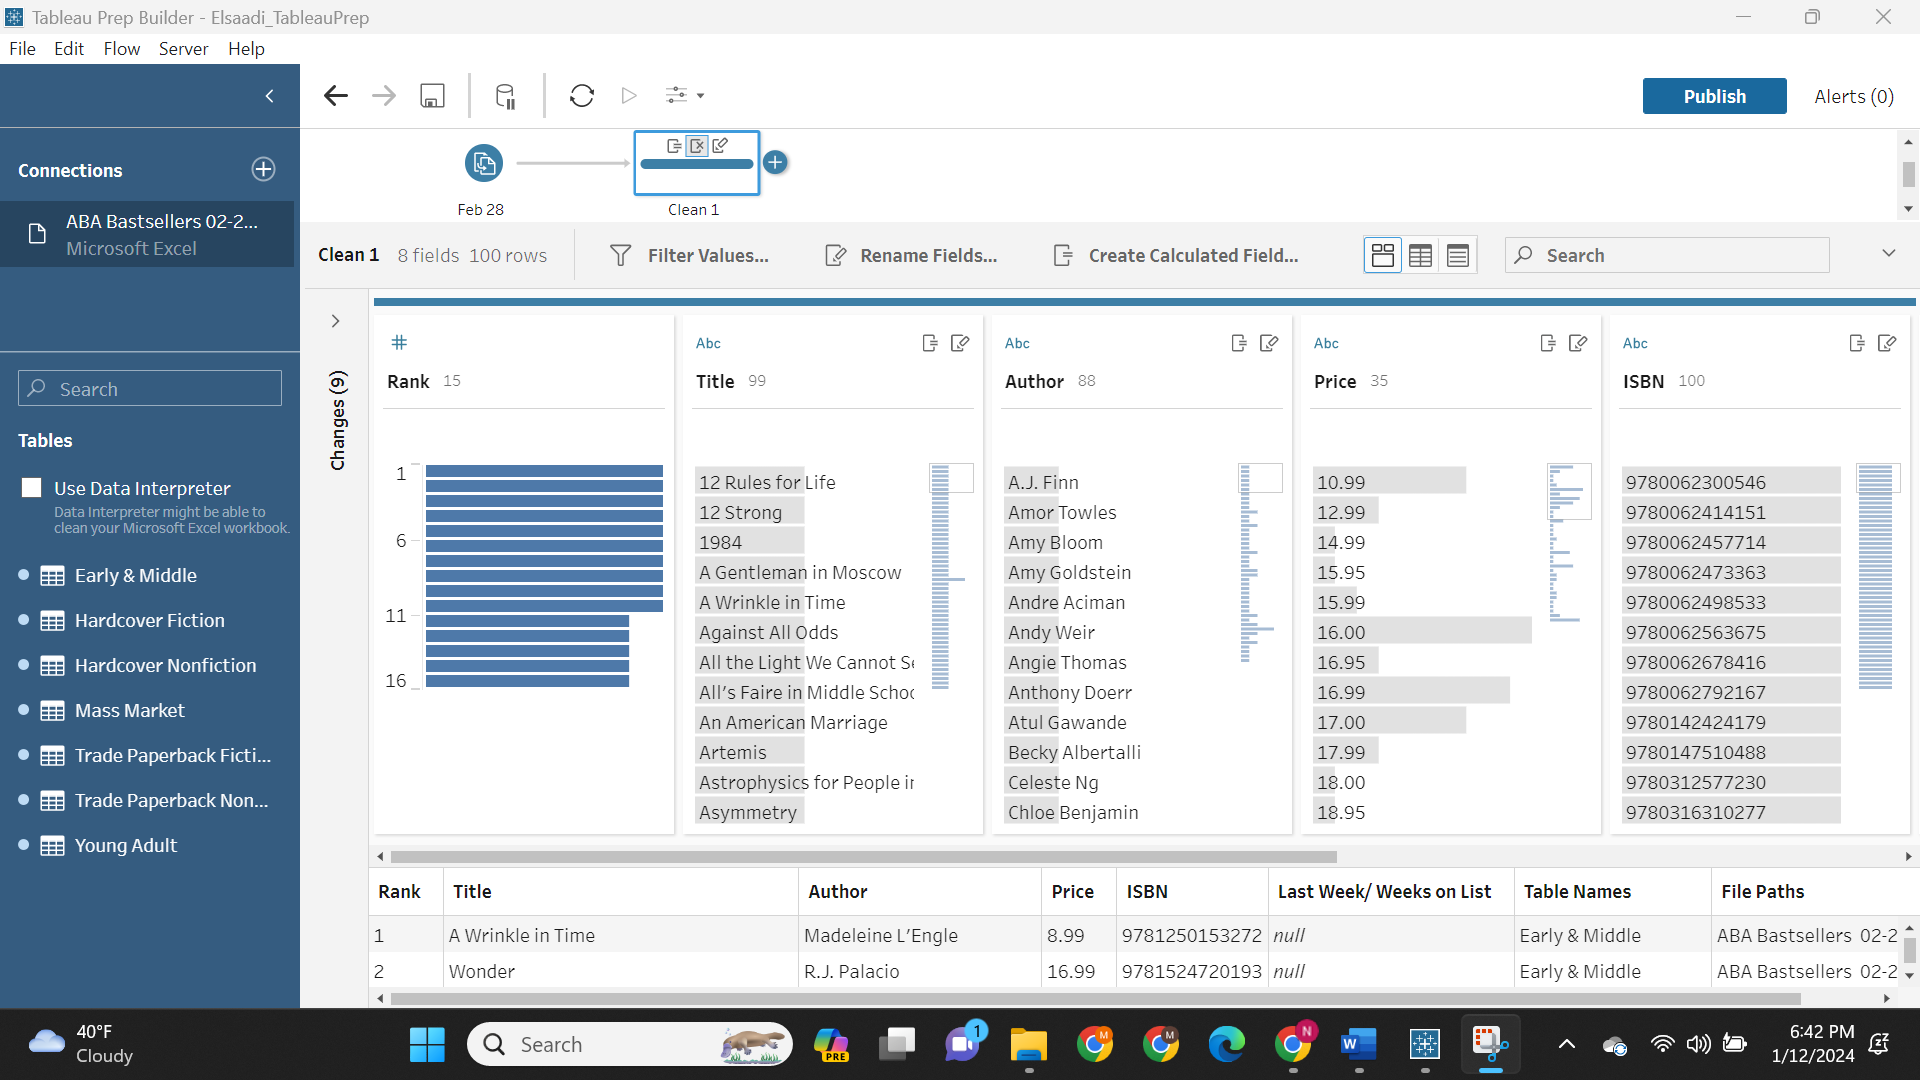 Tableau Prep Builder - Elsaadi_TableauPrep
File Edit Flow Server Help
Publish
Alerts (0)
Connections
ABA Bastsellers 02-2...
Microsoft Excel
Feb 28
Clean 1
Clean 1 8 fields 100 rows
Filter Values...
Rename Fields...
Create Calculated Field...
Search
Search
Tables
Use Data Interpreter
Data Interpreter might be able to
clean your Microsoft Excel workbook.
Early & Middle
Hardcover Fiction
Hardcover Nonfiction
Mass Market
Trade Paperback Ficti...
Trade Paperback Non...
Young Adult
Changes (9)
#
Rank 15
1
6
11
16
Abc
Title 99
12 Rules for Life
12 Strong
1984
A Gentleman in Moscow
A Wrinkle in Time
Against All Odds
All the Light We Cannot Se
All's Faire in Middle Schoo
An American Marriage
Artemis
Astrophysics for People in
Asymmetry
Abc
Author 88
A.J. Finn
Amor Towles
Amy Bloom
Amy Goldstein
Andre Aciman
Andy Weir
Angie Thomas
Anthony Doerr
Atul Gawande
Becky Albertalli
Celeste Ng
Chloe Benjamin
Abc
Price 35
10.99
12.99
14.99
15.95
15.99
16.00
16.95
16.99
17.00
17.99
18.00
18.95
Abc
ISBN 100
9780062300546
9780062414151
9780062457714
9780062473363
9780062498533
9780062563675
9780062678416
9780062792167
9780142424179
9780147510488
9780312577230
9780316310277
Rank Title Author Price ISBN Last Week/ Weeks on List Table Names File Paths
1 A Wrinkle in Time Madeleine L'Engle 8.99 9781250153272 null Early & Middle ABA Bastsellers 02-2
2 Wonder R.J. Palacio 16.99 9781524720193 null Early & Middle ABA Bastsellers 02-2
40°F
Cloudy
Search
PRE
1
M
M
N
W
6:42 PM
1/12/2024